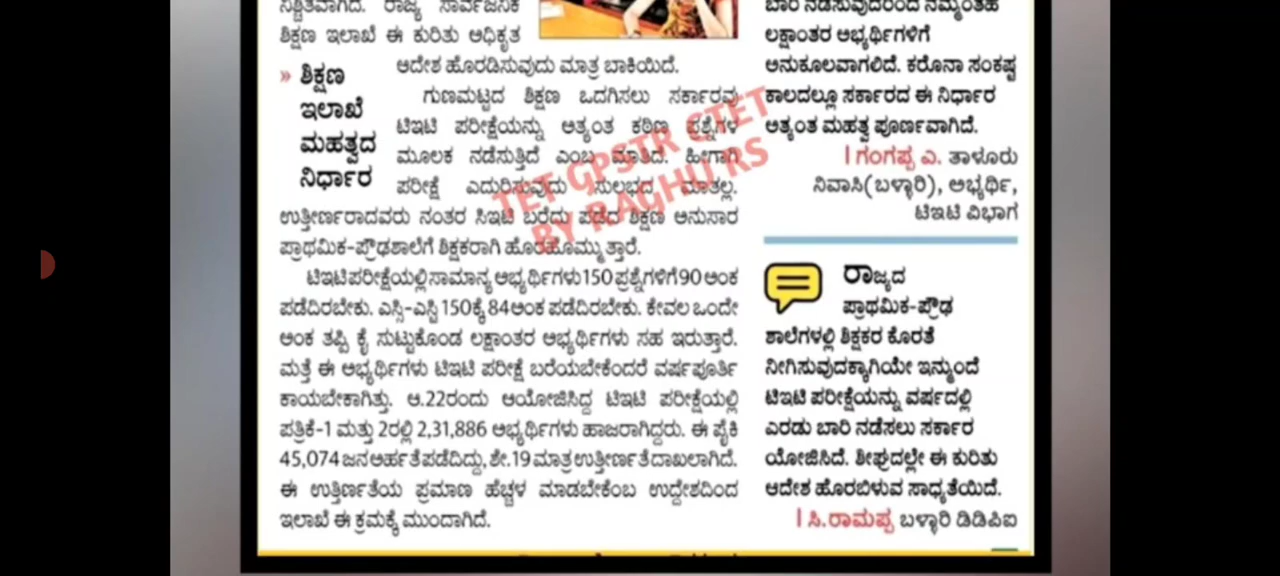 ನಿಶ್ಚಿತವಾಗಿದೆ. ರಾಜ್ಯ ಸಾರ್ವಜನಿಕ
ಶಿಕ್ಷಣ ಇಲಾಖೆ ಈ ಕುರಿತು ಅಧಿಕೃತ
ಆದೇಶ ಹೊರಡಿಸುವುದು ಮಾತ್ರ ಬಾಕಿಯಿದೆ.
» ಶಿಕ್ಷಣ
ಇಲಾಖೆ
ಮಹತ್ವದ
ನಿರ್ಧಾರ
ಗುಣಮಟ್ಟದ ಶಿಕ್ಷಣ ಒದಗಿಸಲು ಸರ್ಕಾರವು
ಟಿಇಟಿ ಪರೀಕ್ಷೆಯನ್ನು ಅತ್ಯಂತ ಕಠಿಣ ಪ್ರಶ್ನೆಗಳ
ಮೂಲಕ ನಡೆಸುತ್ತಿದೆ ಎಂಬ ಮಾತಿದೆ. ಹೀಗಾಗಿ
ಪರೀಕ್ಷೆ ಎದುರಿಸುವುದು ಸುಲಭದ ಮಾತಲ್ಲ.
ಉತ್ತೀರ್ಣರಾದವರು ನಂತರ ಸಿಇಟಿ ಬರೆದು ಪಡೆದ ಶಿಕ್ಷಣ ಅನುಸಾರ
ಪ್ರಾಥಮಿಕ-ಪ್ರೌಢಶಾಲೆಗೆ ಶಿಕ್ಷಕರಾಗಿ ಹೊರಹೊಮ್ಮುತ್ತಾರೆ.
ಟಿಇಟಿ ಪರೀಕ್ಷೆಯಲ್ಲಿ ಸಾಮಾನ್ಯ ಅಭ್ಯರ್ಥಿಗಳು 150 ಪ್ರಶ್ನೆಗಳಿಗೆ 90 ಅಂಕ
ಪಡೆದಿರಬೇಕು. ಎಸ್ಸಿ-ಎಸ್ಟಿ 150ಕ್ಕೆ 84 ಅಂಕ ಪಡೆದಿರಬೇಕು. ಕೇವಲ ಒಂದೇ
ಅಂಕ ತಪ್ಪಿ ಕೈ ಸುಟ್ಟುಕೊಂಡ ಲಕ್ಷಾಂತರ ಅಭ್ಯರ್ಥಿಗಳು ಸಹ ಇರುತ್ತಾರೆ.
ಮತ್ತೆ ಈ ಅಭ್ಯರ್ಥಿಗಳು ಟಿಇಟಿ ಪರೀಕ್ಷೆ ಬರೆಯಬೇಕೆಂದರೆ ವರ್ಷಪೂರ್ತಿ
ಕಾಯಬೇಕಾಗಿತ್ತು. ಆ.22ರಂದು ಆಯೋಜಿಸಿದ್ದ ಟಿಇಟಿ ಪರೀಕ್ಷೆಯಲ್ಲಿ
ಪತ್ರಿಕೆ-1 ಮತ್ತು 2ರಲ್ಲಿ 2,31,886 ಅಭ್ಯರ್ಥಿಗಳು ಹಾಜರಾಗಿದ್ದರು. ಈ ಪೈಕಿ
45,074 ಜನ ಅರ್ಹತೆ ಪಡೆದಿದ್ದು, ಶೇ.19 ಮಾತ್ರ ಉತ್ತೀರ್ಣತೆ ದಾಖಲಾಗಿದೆ.
ಈ ಉತ್ತಿರ್ಣತೆಯ ಪ್ರಮಾಣ ಹೆಚ್ಚಳ ಮಾಡಬೇಕೆಂಬ ಉದ್ದೇಶದಿಂದ
ಇಲಾಖೆ ಈ ಕ್ರಮಕ್ಕೆ ಮುಂದಾಗಿದೆ.
ಬಾರಿ ನಡೆಸುವುದರಿಂದ ನಮ್ಮಂತಹ
ಲಕ್ಷಾಂತರ ಅಭ್ಯರ್ಥಿಗಳಿಗೆ
ಅನುಕೂಲವಾಗಲಿದೆ. ಕರೊನಾ ಸಂಕಷ್ಟ
ಕಾಲದಲ್ಲೂ ಸರ್ಕಾರದ ಈ ನಿರ್ಧಾರ
ಅತ್ಯಂತ ಮಹತ್ವಪೂರ್ಣವಾಗಿದೆ.
| ಗಂಗಪ್ಪ ಎ. ತಾಳೂರು
ನಿವಾಸಿ(ಬಳ್ಳಾರಿ), ಅಭ್ಯರ್ಥಿ,
ಟಿಇಟಿ ವಿಭಾಗ
ರಾಜ್ಯದ
ಪ್ರಾಥಮಿಕ-ಪ್ರೌಢ
ಶಾಲೆಗಳಲ್ಲಿ ಶಿಕ್ಷಕರ ಕೊರತೆ
ನೀಗಿಸುವುದಕ್ಕಾಗಿಯೇ ಇನ್ಮುಂದೆ
ಟಿಇಟಿ ಪರೀಕ್ಷೆಯನ್ನು ವರ್ಷದಲ್ಲಿ
ಎರಡು ಬಾರಿ ನಡೆಸಲು ಸರ್ಕಾರ
ಯೋಜಿಸಿದೆ. ಶೀಘ್ರದಲ್ಲೇ ಈ ಕುರಿತು
ಆದೇಶ ಹೊರಬಿಳುವ ಸಾಧ್ಯತೆಯಿದೆ.
| ಸಿ.ರಾಮಪ್ಪ ಬಳ್ಳಾರಿ ಡಿಡಿಪಿಐ
TET GPSTR CTET
BY RAGHU RS